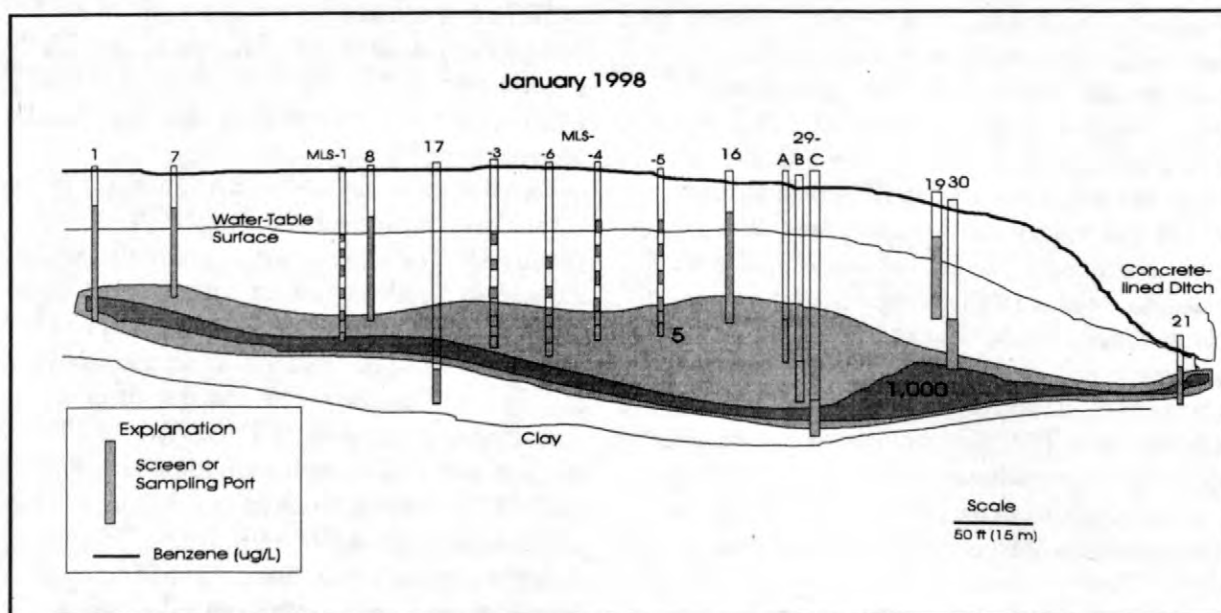 January 1998
MLS-
29-
1
7
MLS-1
8
17
-3
-6
-4
-5
16
A
B
C
19
30
Water-Table
Surface
Concrete-
lined Ditch
21
5
1,000
Clay
Explanation
Screen or
Sampling Port
Benzene (ug/L)
Scale
50 ft (15 m)